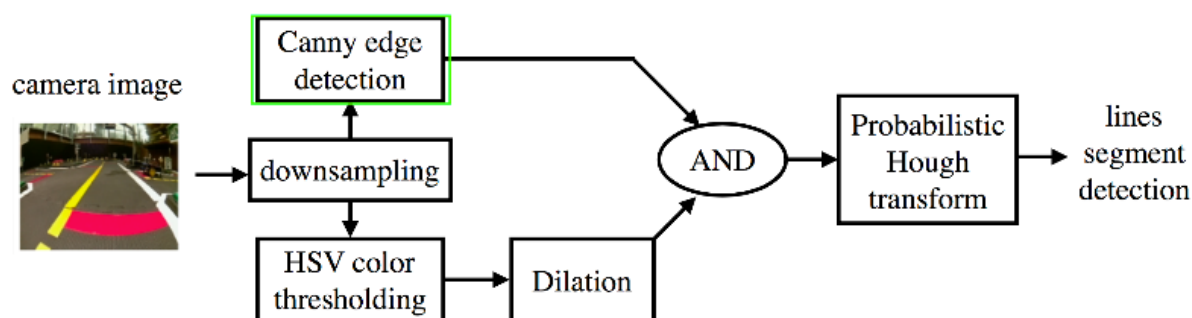 camera image
Canny edge
detection
downsampling
HSV color
thresholding
Dilation
AND
Probabilistic
Hough
transform
lines
segment
detection